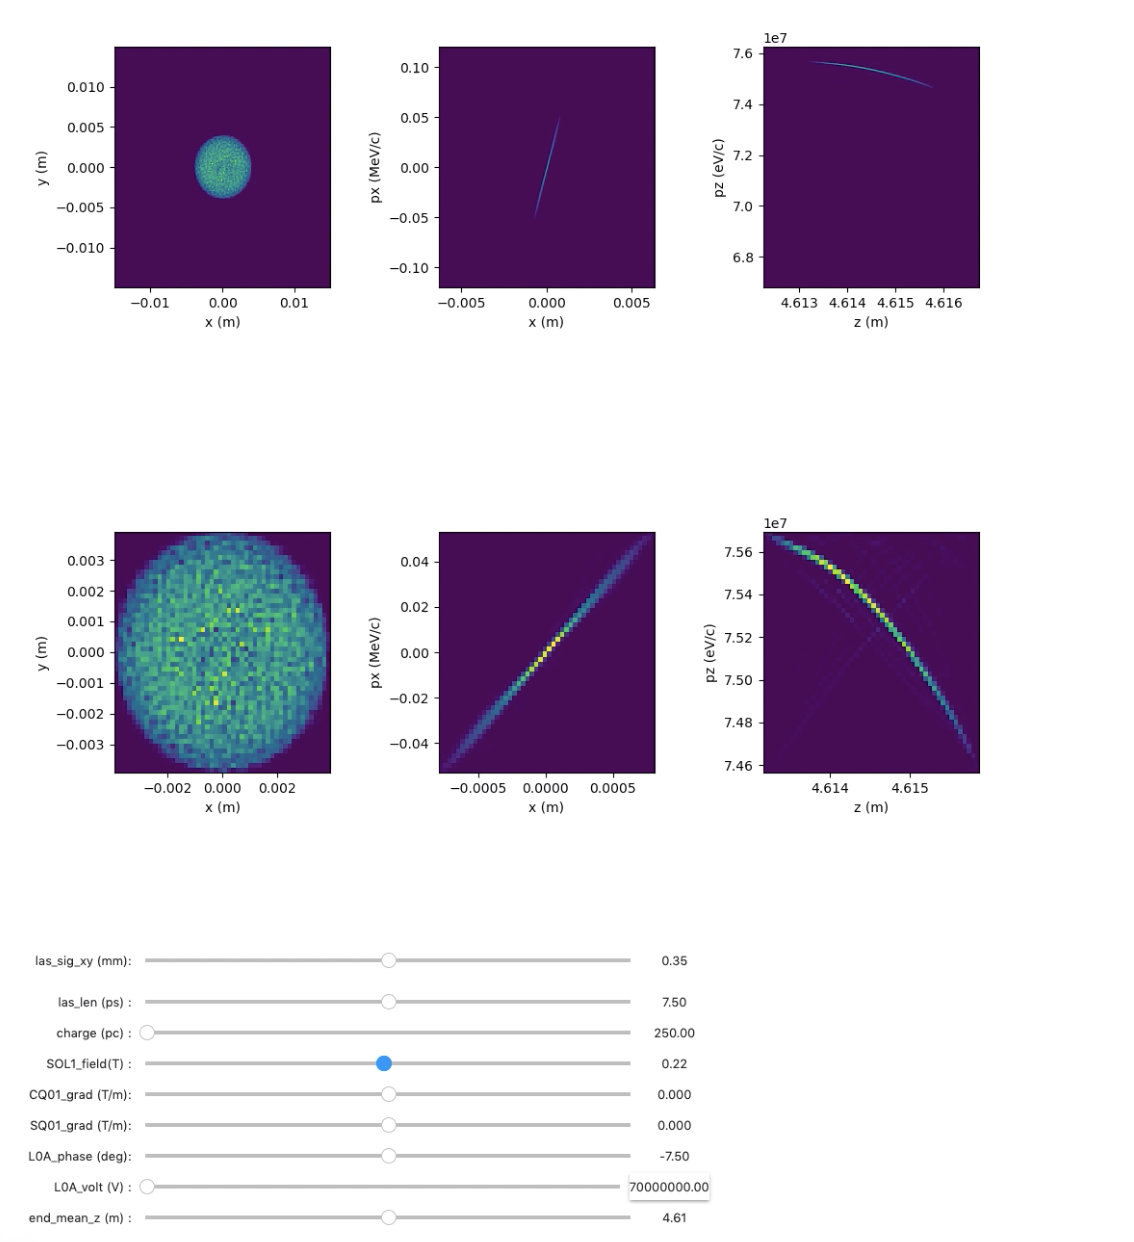 0.010
0.005
0.000
−0.005
−0.010
y (m)
−0.01 0.00 0.01
x (m)
0.10
0.05
0.00
−0.05
−0.10
px (MeV/c)
−0.005 0.000 0.005
x (m)
1e7
7.6
7.4
7.2
7.0
6.8
pz (eV/c)
4.613 4.614 4.615 4.616
z (m)
0.003
0.002
0.001
0.000
−0.001
−0.002
−0.003
y (m)
−0.002 0.000 0.002
x (m)
0.04
0.02
0.00
−0.02
−0.04
px (MeV/c)
−0.0005 0.0000 0.0005
x (m)
1e7
7.56
7.54
7.52
7.50
7.48
7.46
pz (eV/c)
4.614 4.615
z (m)
las_sig_xy (mm): 0.35
las_len (ps) : 7.50
charge (pc) : 250.00
SOL1_field(T) : 0.22
CQ01_grad (T/m): 0.000
SQ01_grad (T/m): 0.000
L0A_phase (deg): -7.50
L0A_volt (V) : 70000000.00
end_mean_z (m) : 4.61